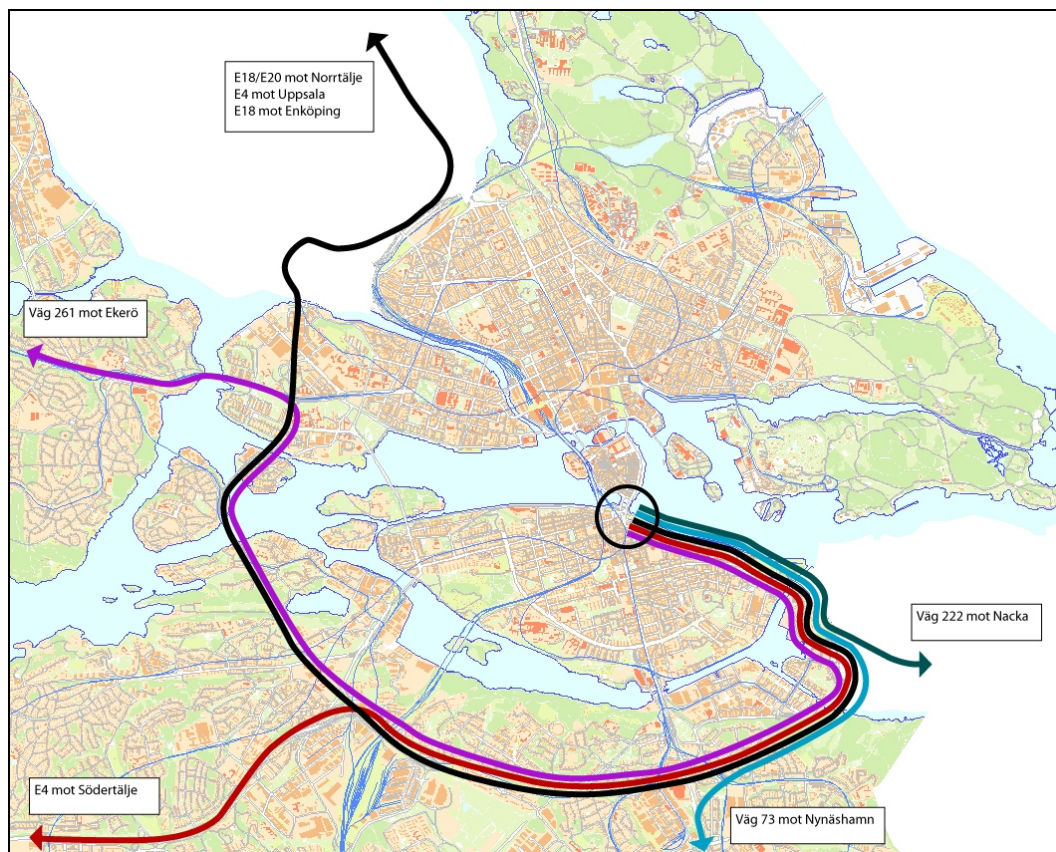 E18/E20 mot Norrtälje
E4 mot Uppsala
E18 mot Enköping
Väg 261 mot Ekerö
Väg 222 mot Nacka
E4 mot Södertälje
Väg 73 mot Nynäshamn